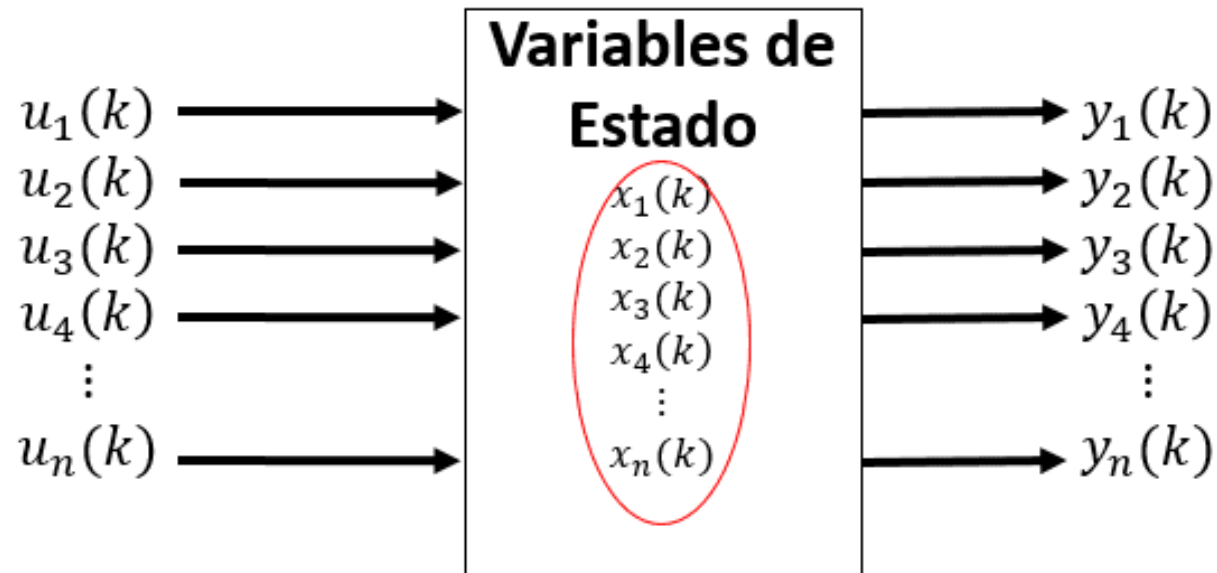 Variables de
Estado
u₁(k)
u₂(k)
u₃(k)
u₄(k)
⋮
uₙ(k)
x₁(k)
x₂(k)
x₃(k)
x₄(k)
⋮
xₙ(k)
y₁(k)
y₂(k)
y₃(k)
y₄(k)
⋮
yₙ(k)